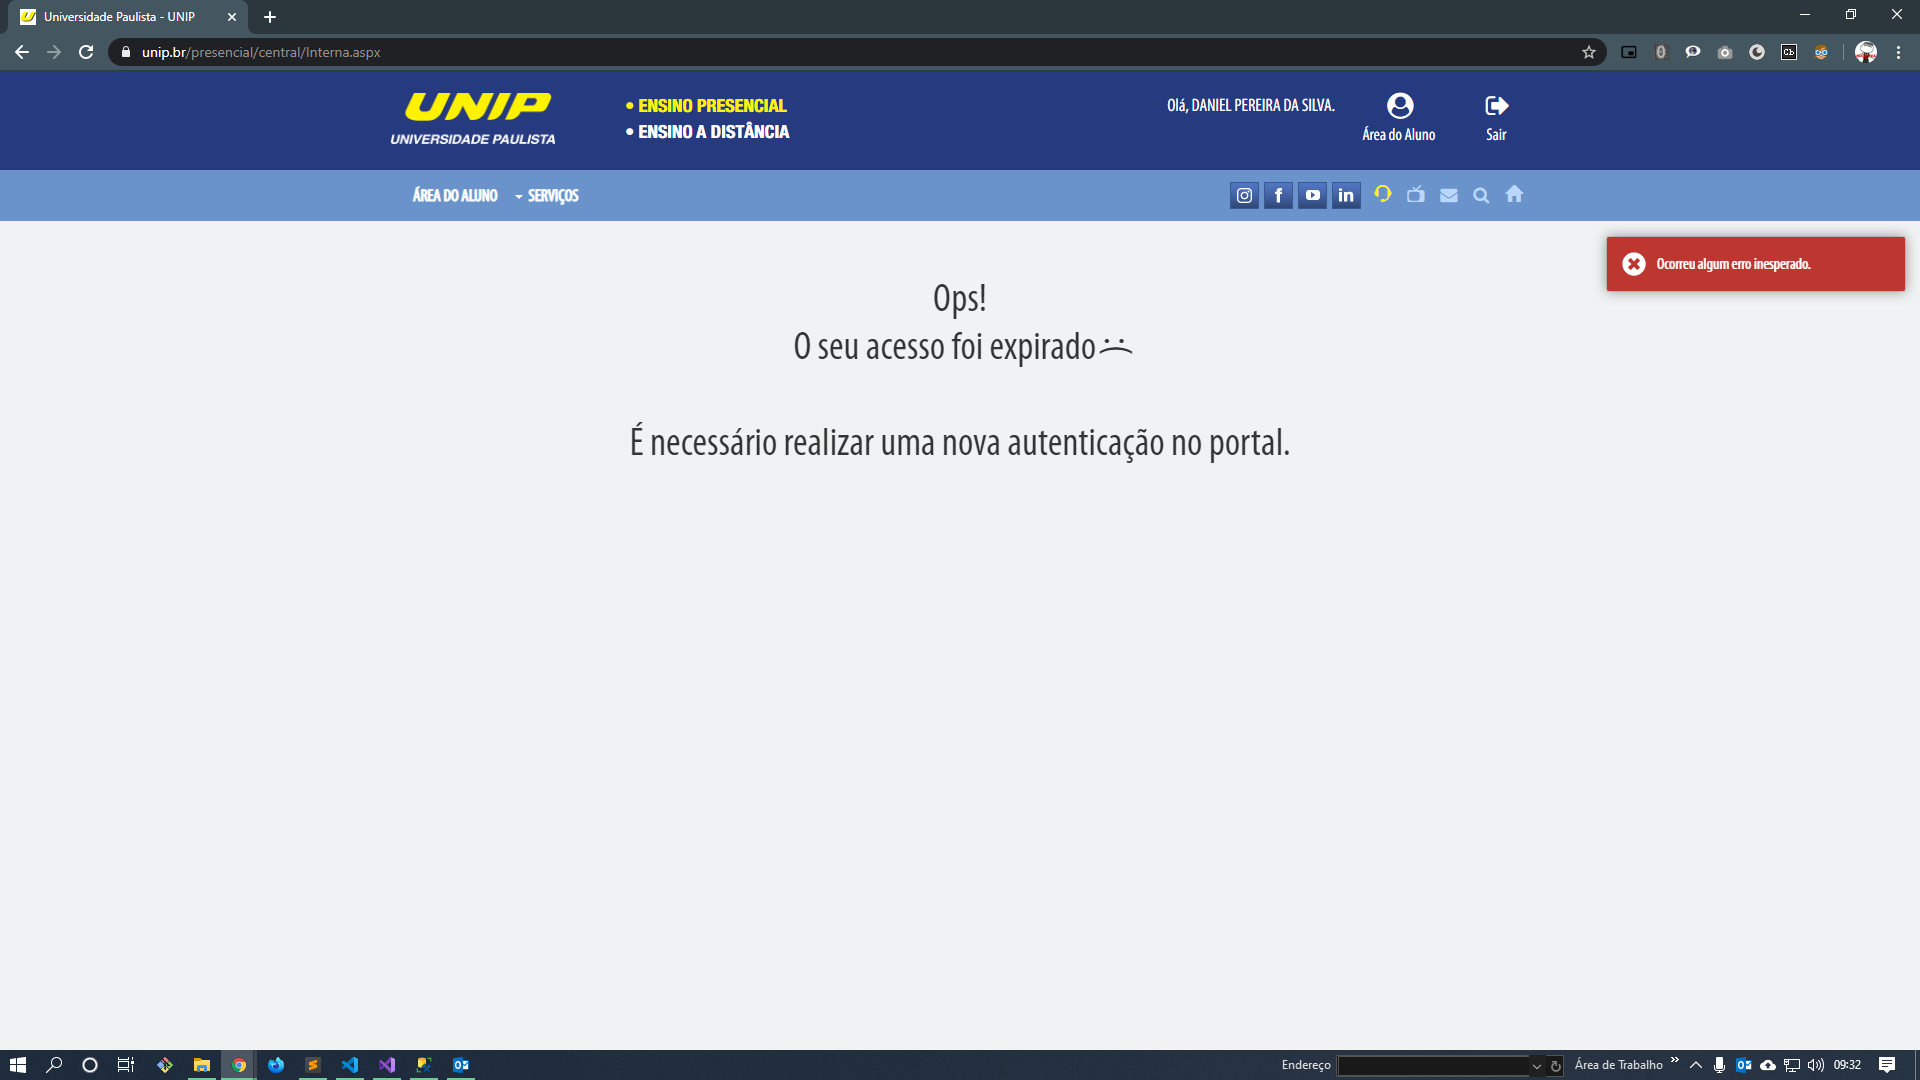 Universidade Paulista - UNIP
unip.br/presencial/central/Interna.aspx
UNIP
UNIVERSIDADE PAULISTA
• ENSINO PRESENCIAL
• ENSINO A DISTÂNCIA
Olá, DANIEL PEREIRA DA SILVA.
Área do Aluno
Sair
ÁREA DO ALUNO
SERVIÇOS
Ocorreu algum erro inesperado.
Ops!
O seu acesso foi expirado
É necessário realizar uma nova autenticação no portal.
Endereço
Área de Trabalho
09:32